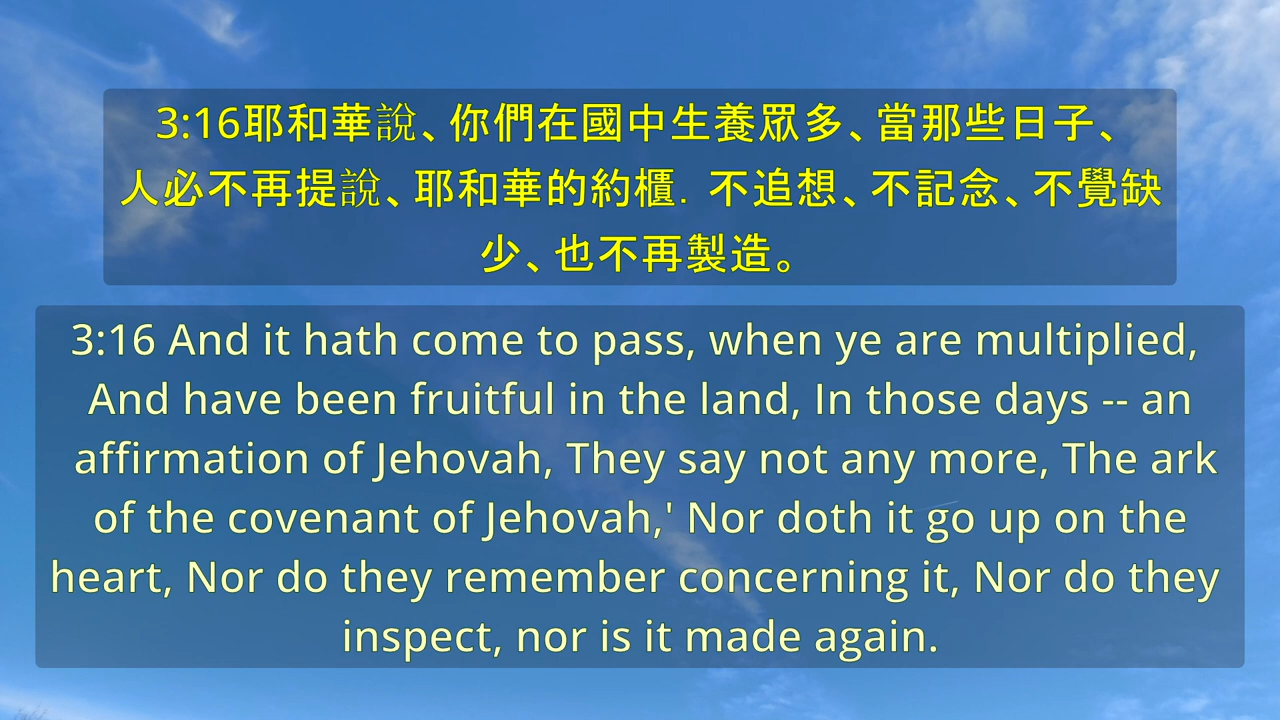 3:16耶和華說、你們在國中生養眾多、當那些日子、
人必不再提說、耶和華的約櫃．不追想、不記念、不覺缺
少、也不再製造。
3:16 And it hath come to pass, when ye are multiplied,
And have been fruitful in the land, In those days -- an
affirmation of Jehovah, They say not any more, The ark
of the covenant of Jehovah,' Nor doth it go up on the
heart, Nor do they remember concerning it, Nor do they
inspect, nor is it made again.